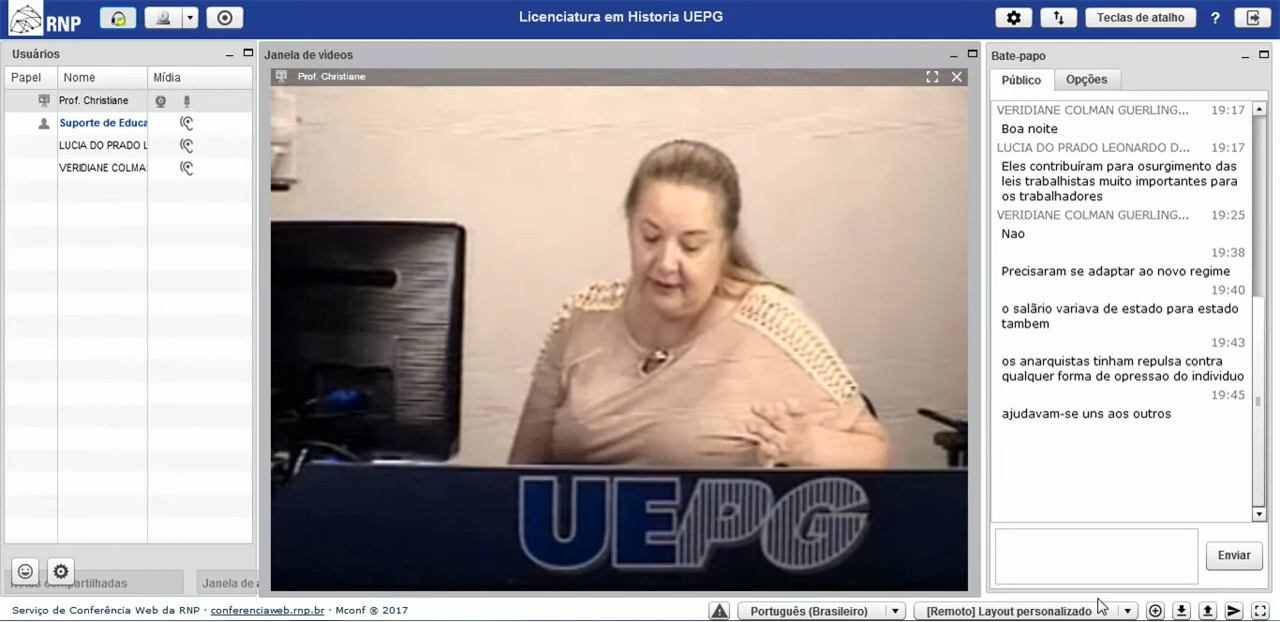 RNP
Licenciatura em Historia UEPG
Teclas de atalho
?
Usuários
Papel
Nome
Mídia
Prof. Christiane
Suporte de Educa
LUCIA DO PRADO L
VERIDIANE COLMA
Janela de vídeos
Prof. Christiane
UEPG
Bate-papo
Público
Opções
VERIDIANE COLMAN GUERLING... 19:17
Boa noite
LUCIA DO PRADO LEONARDO D... 19:17
Eles contribuíram para osurgimento das
leis trabalhistas muito importantes para
os trabalhadores
VERIDIANE COLMAN GUERLING... 19:25
Nao
19:38
Precisaram se adaptar ao novo regime
19:40
o salãrio variava de estado para estado
tambem
19:43
os anarquistas tinham repulsa contra
qualquer forma de opressao do individuo
19:45
ajudavam-se uns aos outros
Enviar
compartilhadas
Janela de
Serviço de Conferência Web da RNP · conferenciaweb.rnp.br · Mconf ® 2017
Português (Brasileiro)
[Remoto] Layout personalizado